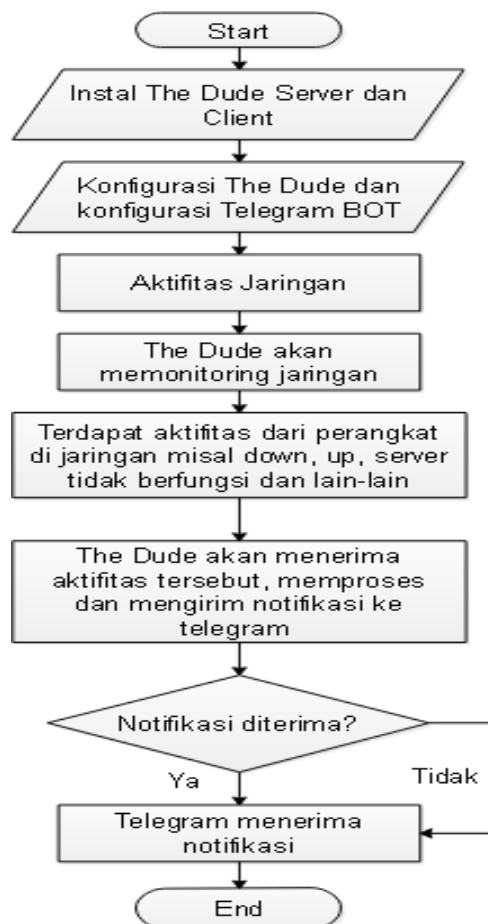 Start
Instal The Dude Server dan
Client
Konfigurasi The Dude dan
konfigurasi Telegram BOT
Aktifitas Jaringan
The Dude akan
memonitoring jaringan
Terdapat aktifitas dari perangkat
di jaringan misal down, up, server
tidak berfungsi dan lain-lain
The Dude akan menerima
aktifitas tersebut, memproses
dan mengirim notifikasi ke
telegram
Notifikasi diterima?
Ya
Tidak
Telegram menerima
notifikasi
End